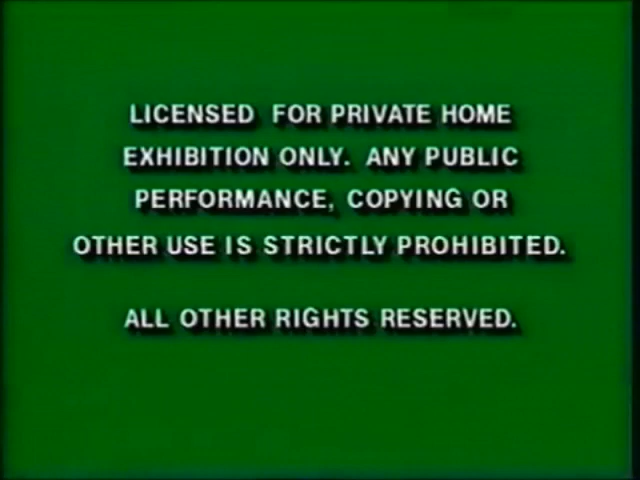 LICENSED FOR PRIVATE HOME
EXHIBITION ONLY. ANY PUBLIC
PERFORMANCE, COPYING OR
OTHER USE IS STRICTLY PROHIBITED.
ALL OTHER RIGHTS RESERVED.